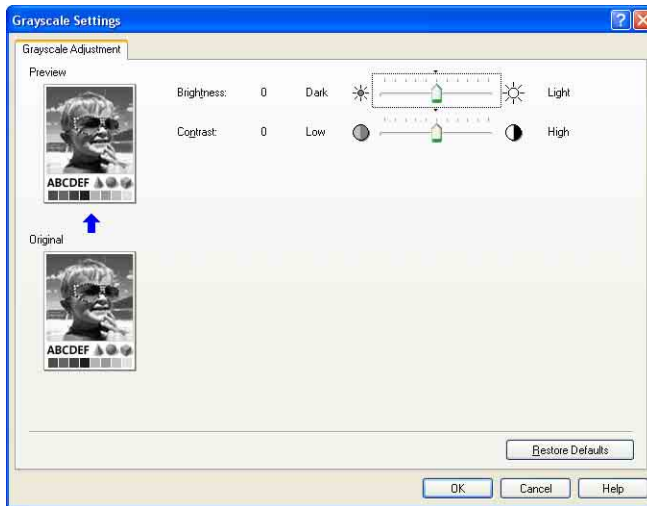 Grayscale Settings
Grayscale Adjustment
Preview
Brightness: 0 Dark Light
Contrast: 0 Low High
ABCDEF
Original
ABCDEF
Restore Defaults
OK Cancel Help